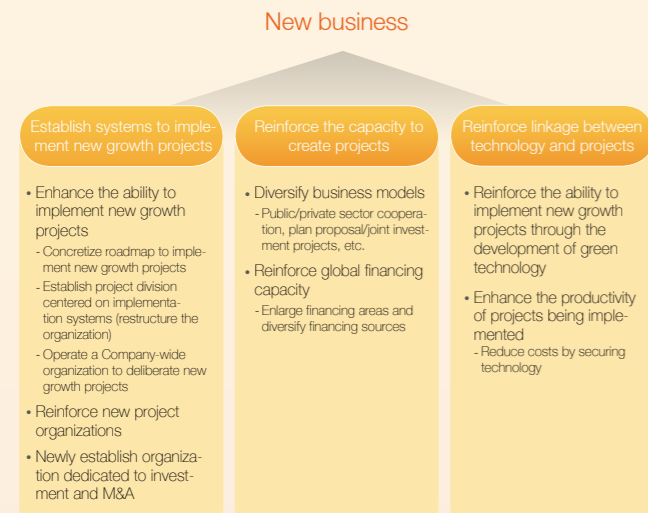 New business
Establish systems to imple-
ment new growth projects
• Enhance the ability to
implement new growth
projects
- Concretize roadmap to imple-
ment new growth projects
- Establish project division
centered on implementa-
tion systems (restructure the
organization)
- Operate a Company-wide
organization to deliberate new
growth projects
• Reinforce new project
organizations
• Newly establish organiza-
tion dedicated to invest-
ment and M&A
Reinforce the capacity to
create projects
• Diversify business models
- Public/private sector coopera-
tion, plan proposal/joint invest-
ment projects, etc.
• Reinforce global financing
capacity
- Enlarge financing areas and
diversify financing sources
Reinforce linkage between
technology and projects
• Reinforce the ability to
implement new growth
projects through the
development of green
technology
• Enhance the productivity
of projects being imple-
mented
- Reduce costs by securing
technology